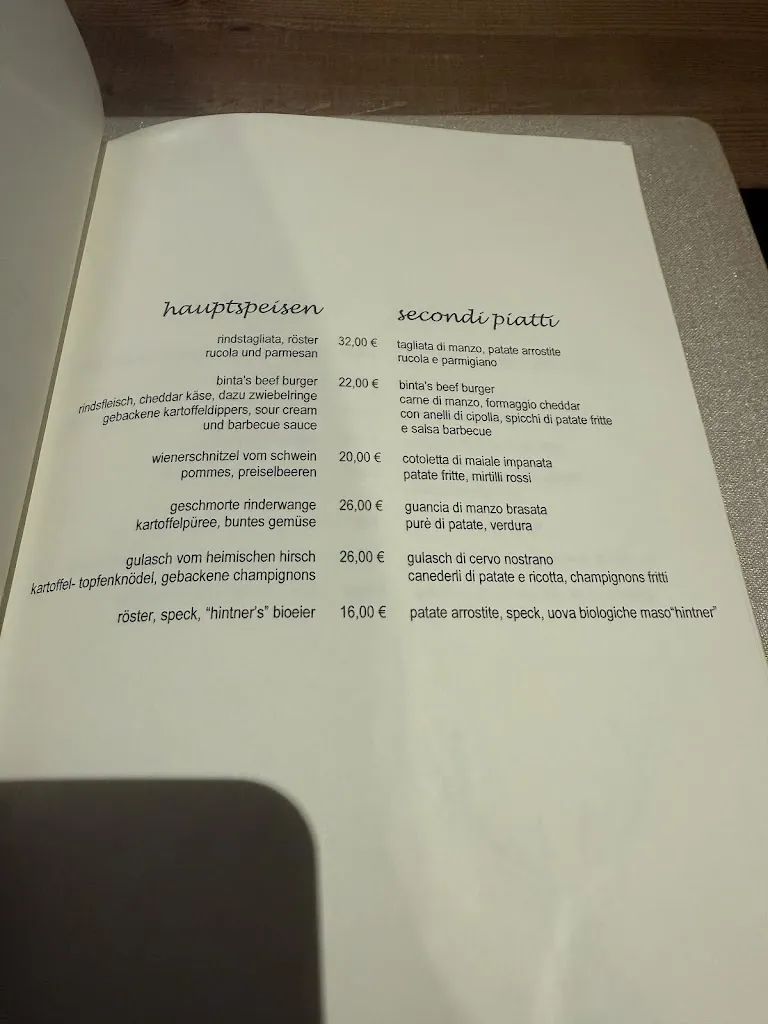 hauptspeisen
rindstagliata, röster
rucola und parmesan
32,00 €
binta's beef burger
rindsfleisch, cheddar käse, dazu zwiebelringe
gebackene kartoffeldippers, sour cream
und barbecue sauce
22,00 €
wienerschnitzel vom schwein
pommes, preiselbeeren
20,00 €
geschmorte rinderwange
kartoffelpüree, buntes gemüse
26,00 €
gulasch vom heimischen hirsch
kartoffel- topfenknödel, gebackene champignons
26,00 €
röster, speck, “hintner's” bioeier
16,00 €
secondi piatti
tagliata di manzo, patate arrostite
rucola e parmigiano
binta's beef burger
carne di manzo, formaggio cheddar
con anelli di cipolla, spicchi di patate fritte
e salsa barbecue
cotoletta di maiale impanata
patate fritte, mirtilli rossi
guancia di manzo brasata
purè di patate, verdura
gulasch di cervo nostrano
canederli di patate e ricotta, champignons fritti
patate arrostite, speck, uova biologiche maso“hintner”